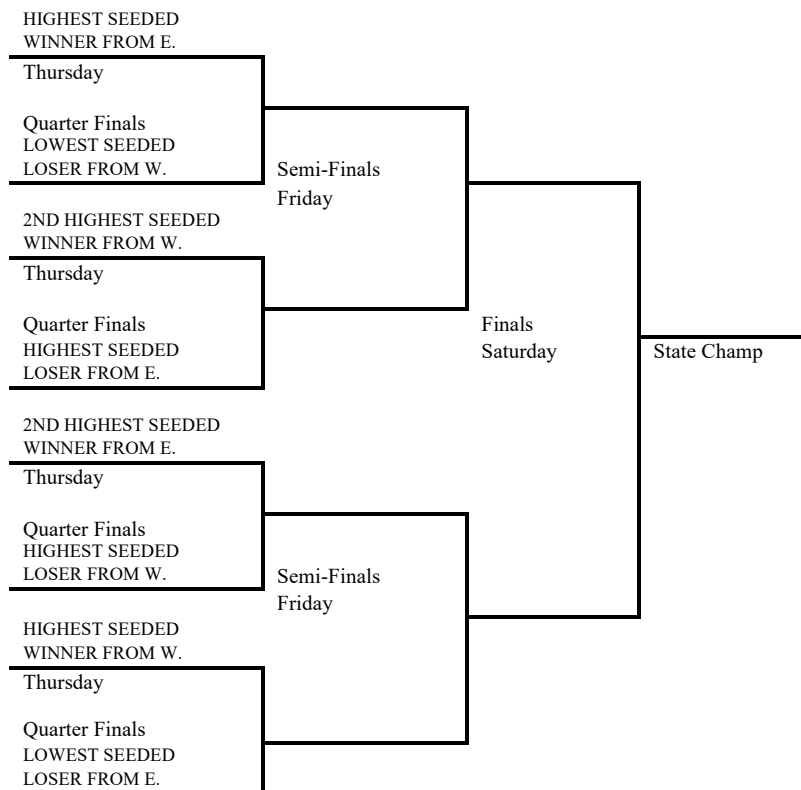 HIGHEST SEEDED
WINNER FROM E.
Thursday
Quarter Finals
LOWEST SEEDED
LOSER FROM W.
Semi-Finals
Friday
2ND HIGHEST SEEDED
WINNER FROM W.
Thursday
Quarter Finals
HIGHEST SEEDED
LOSER FROM E.
Finals
Saturday
State Champ
2ND HIGHEST SEEDED
WINNER FROM E.
Thursday
Quarter Finals
HIGHEST SEEDED
LOSER FROM W.
Semi-Finals
Friday
HIGHEST SEEDED
WINNER FROM W.
Thursday
Quarter Finals
LOWEST SEEDED
LOSER FROM E.